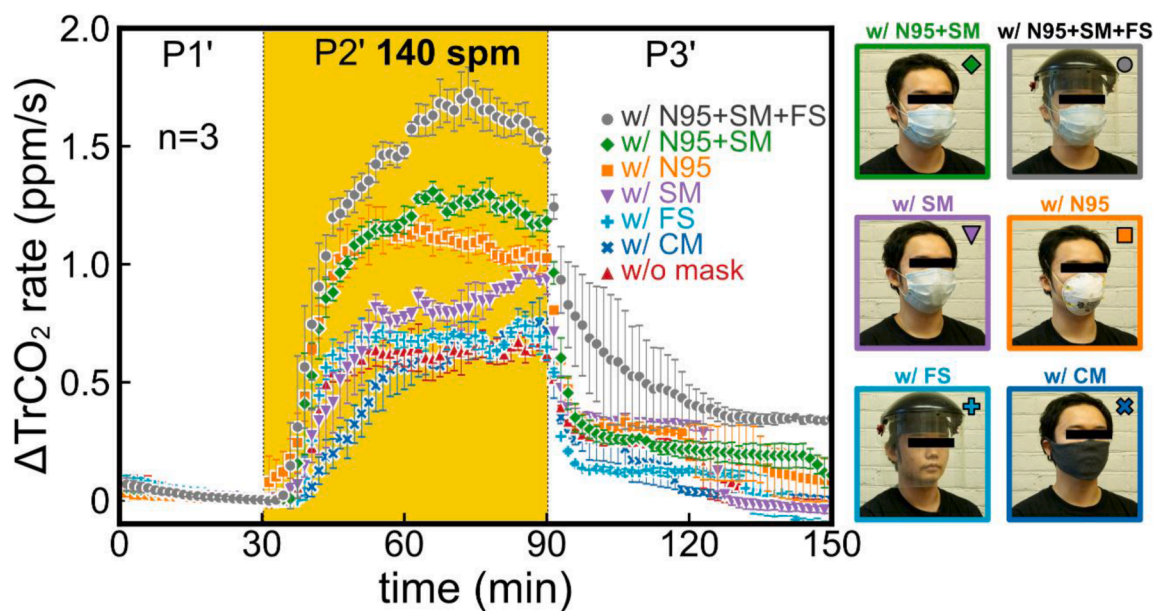 2.0
1.5
1.0
0.5
0
ΔTrCO₂ rate (ppm/s)
P1'
P2' 140 spm
P3'
n=3
w/ N95+SM+FS
w/ N95+SM
w/ N95
w/ SM
w/ FS
w/ CM
w/o mask
0
30
60
90
120
150
time (min)
w/ N95+SM
w/ N95+SM+FS
w/ SM
w/ N95
w/ FS
w/ CM